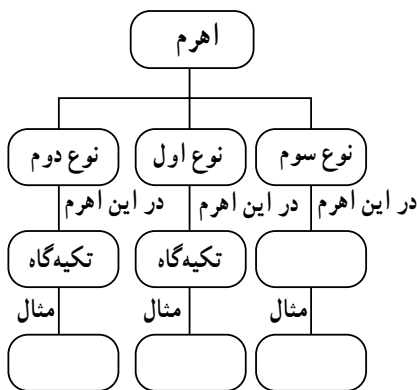 اهرم
نوع سوم
نوع اول
نوع دوم
در این اهرم
در این اهرم
در این اهرم
تکیه‌گاه
تکیه‌گاه
مثال
مثال
مثال